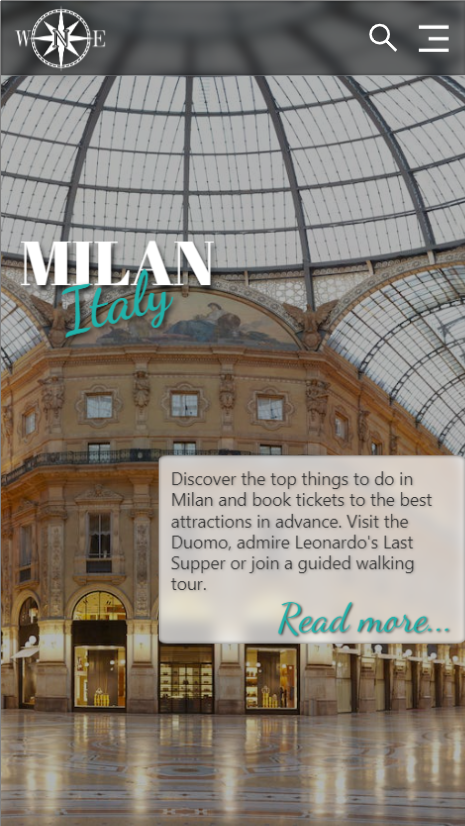 W N E
MILAN
Italy
Discover the top things to do in
Milan and book tickets to the best
attractions in advance. Visit the
Duomo, admire Leonardo's Last
Supper or join a guided walking
tour.
Read more...